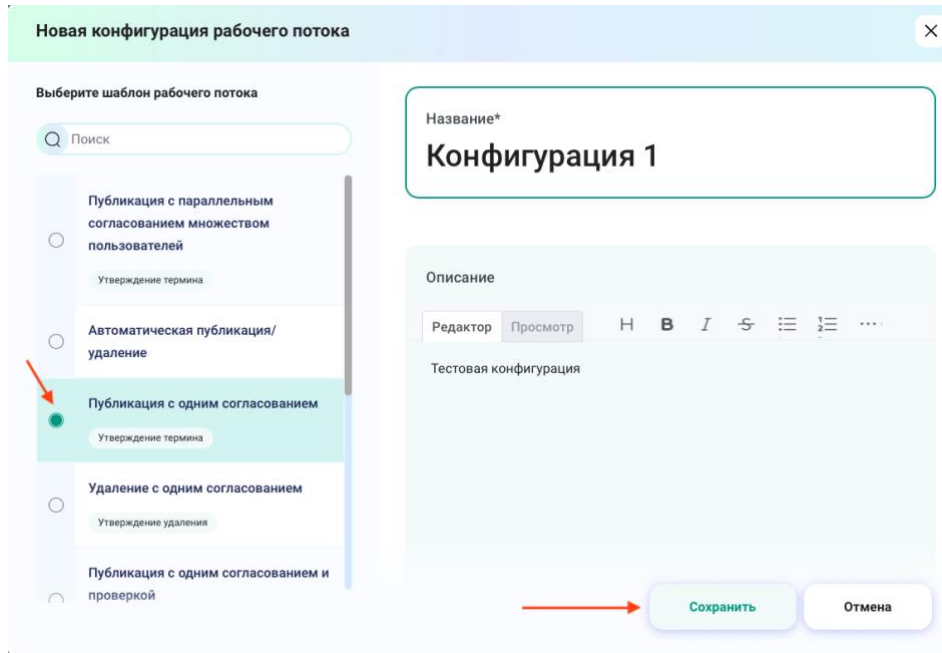 Новая конфигурация рабочего потока
Выберите шаблон рабочего потока
Поиск
Публикация с параллельным
согласованием множеством
пользователей
Утверждение термина
Автоматическая публикация/
удаление
Публикация с одним согласованием
Утверждение термина
Удаление с одним согласованием
Утверждение удаления
Публикация с одним согласованием и
проверкой
Название*
Конфигурация 1
Описание
Редактор Просмотр H B I S
Тестовая конфигурация
Сохранить Отмена